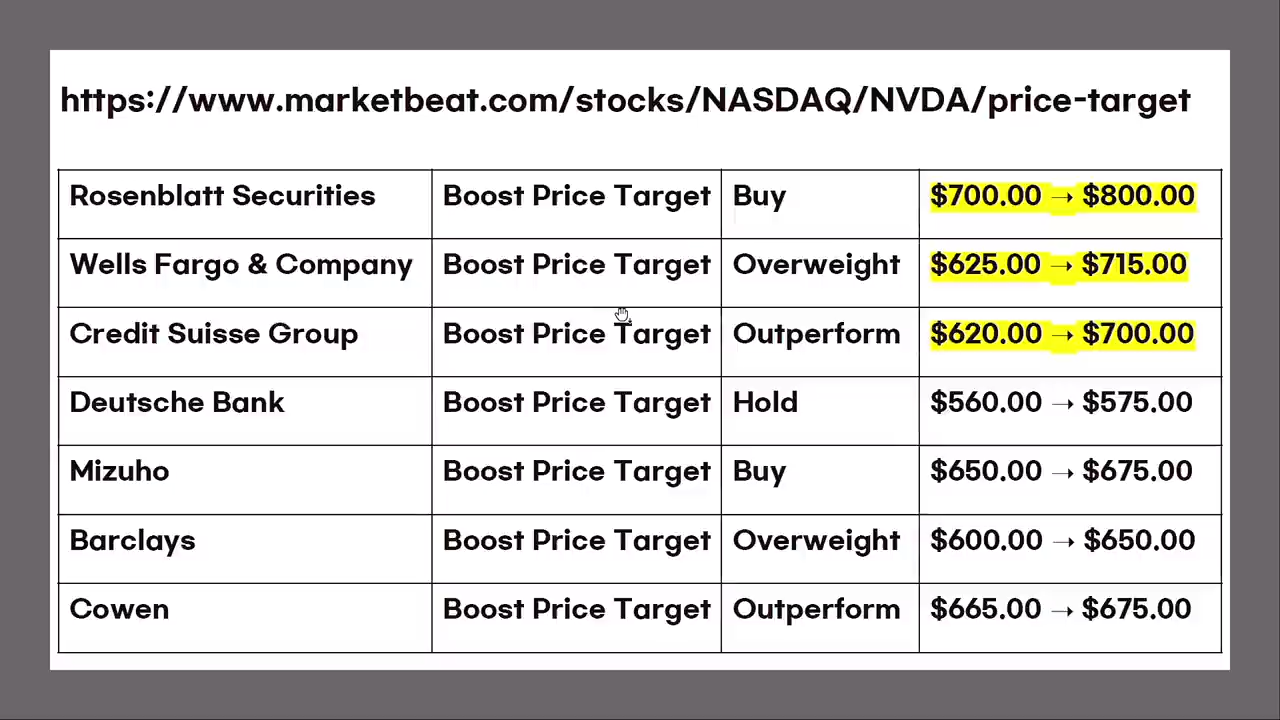 https://www.marketbeat.com/stocks/NASDAQ/NVDA/price-target
Rosenblatt Securities Boost Price Target Buy $700.00 → $800.00
Wells Fargo & Company Boost Price Target Overweight $625.00 → $715.00
Credit Suisse Group Boost Price Target Outperform $620.00 → $700.00
Deutsche Bank Boost Price Target Hold $560.00 → $575.00
Mizuho Boost Price Target Buy $650.00 → $675.00
Barclays Boost Price Target Overweight $600.00 → $650.00
Cowen Boost Price Target Outperform $665.00 → $675.00